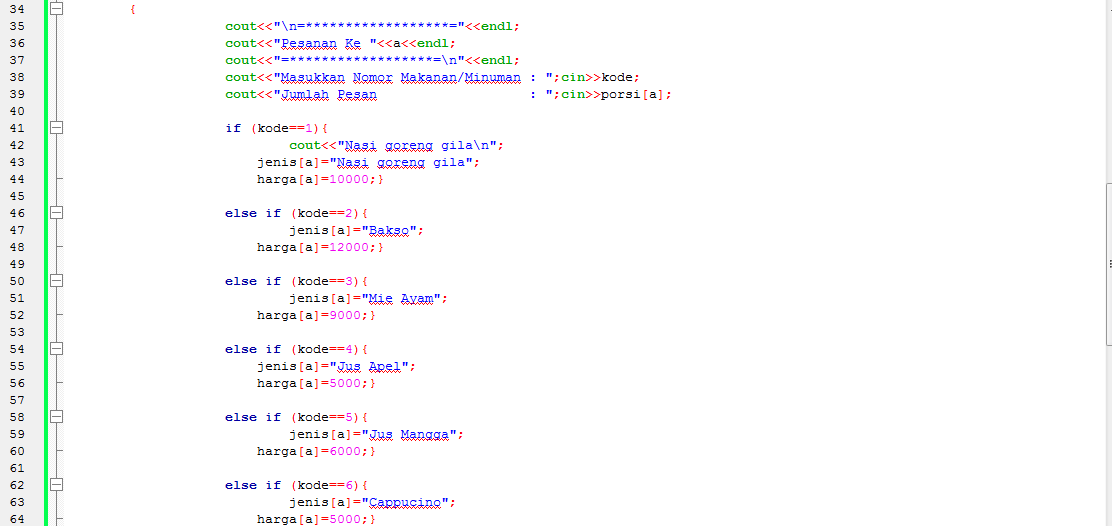 34 {
35 cout<<"\n=******************="<<endl;
36 cout<<"Pesanan Ke "<<a<<endl;
37 cout<<"=******************=\n"<<endl;
38 cout<<"Masukkan Nomor Makanan/Minuman : ";cin>>kode;
39 cout<<"Jumlah Pesan : ";cin>>porsi[a];
40
41 if (kode==1){
42 cout<<"Nasi goreng gila\n";
43 jenis[a]="Nasi goreng gila";
44 harga[a]=10000;}
45
46 else if (kode==2){
47 jenis[a]="Bakso";
48 harga[a]=12000;}
49
50 else if (kode==3){
51 jenis[a]="Mie Ayam";
52 harga[a]=9000;}
53
54 else if (kode==4){
55 jenis[a]="Jus Apel";
56 harga[a]=5000;}
57
58 else if (kode==5){
59 jenis[a]="Jus Mangga";
60 harga[a]=6000;}
61
62 else if (kode==6){
63 jenis[a]="Cappucino";
64 harga[a]=5000;}